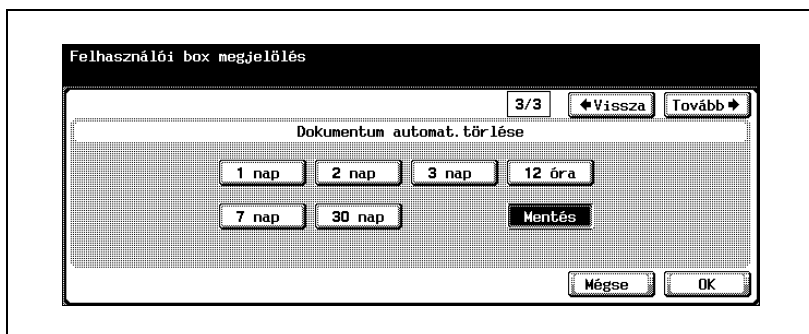 Felhasználói box megjelölés
3/3 ←Vissza Tovább→
Dokumentum automat.törlése
1 nap 2 nap 3 nap 12 óra
7 nap 30 nap Mentés
Mégse OK